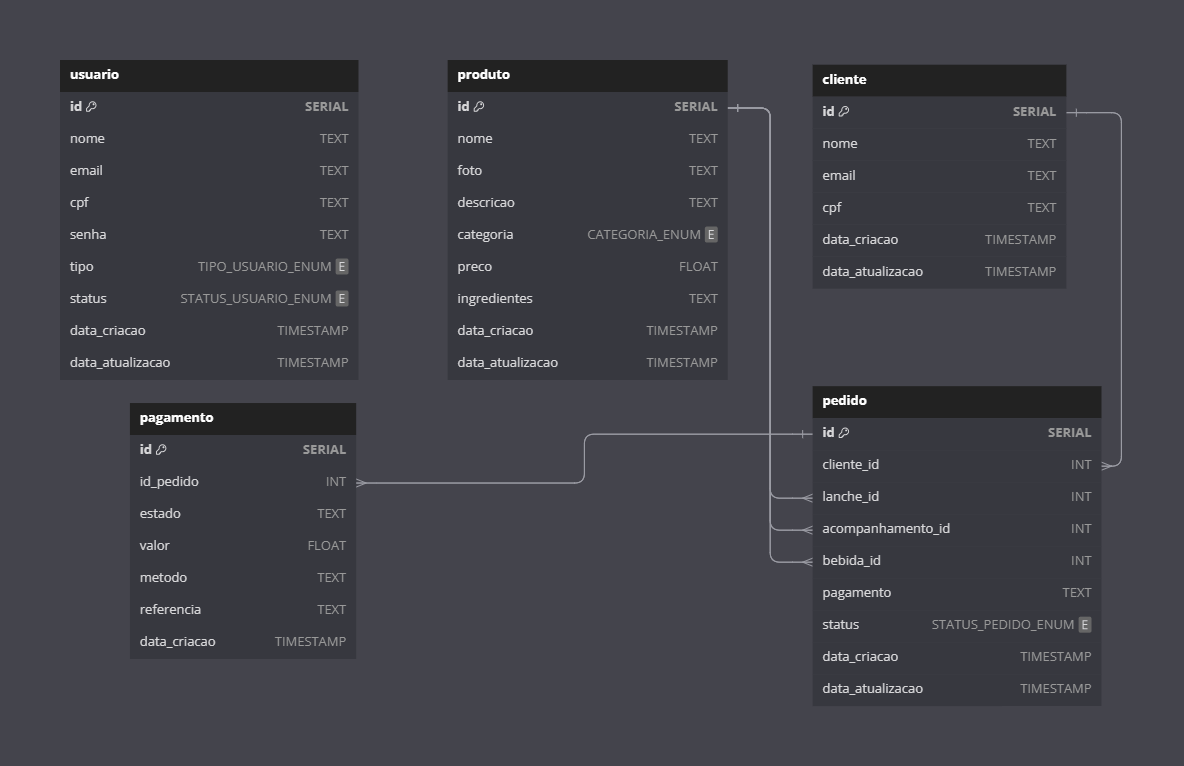 usuario
id SERIAL
nome TEXT
email TEXT
cpf TEXT
senha TEXT
tipo TIPO_USUARIO_ENUM E
status STATUS_USUARIO_ENUM E
data_criacao TIMESTAMP
data_atualizacao TIMESTAMP
produto
id SERIAL
nome TEXT
foto TEXT
descricao TEXT
categoria CATEGORIA_ENUM E
preco FLOAT
ingredientes TEXT
data_criacao TIMESTAMP
data_atualizacao TIMESTAMP
cliente
id SERIAL
nome TEXT
email TEXT
cpf TEXT
data_criacao TIMESTAMP
data_atualizacao TIMESTAMP
pagamento
id SERIAL
id_pedido INT
estado TEXT
valor FLOAT
metodo TEXT
referencia TEXT
data_criacao TIMESTAMP
pedido
id SERIAL
cliente_id INT
lanche_id INT
acompanhamento_id INT
bebida_id INT
pagamento TEXT
status STATUS_PEDIDO_ENUM E
data_criacao TIMESTAMP
data_atualizacao TIMESTAMP